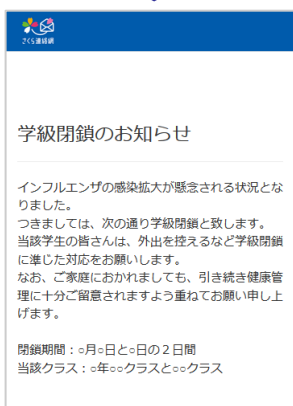 さくら連絡網
学級閉鎖のお知らせ
インフルエンザの感染拡大が懸念される状況とな
りました。
つきましては、次の通り学級閉鎖と致します。
当該学生の皆さんは、外出を控えるなど学級閉鎖
に準じた対応をお願いします。
なお、ご家庭におかれましても、引き続き健康管
理に十分ご留意されますよう重ねてお願い申し上
げます。
閉鎖期間：○月○日と○日の２日間
当該クラス：○年○○クラスと○○クラス